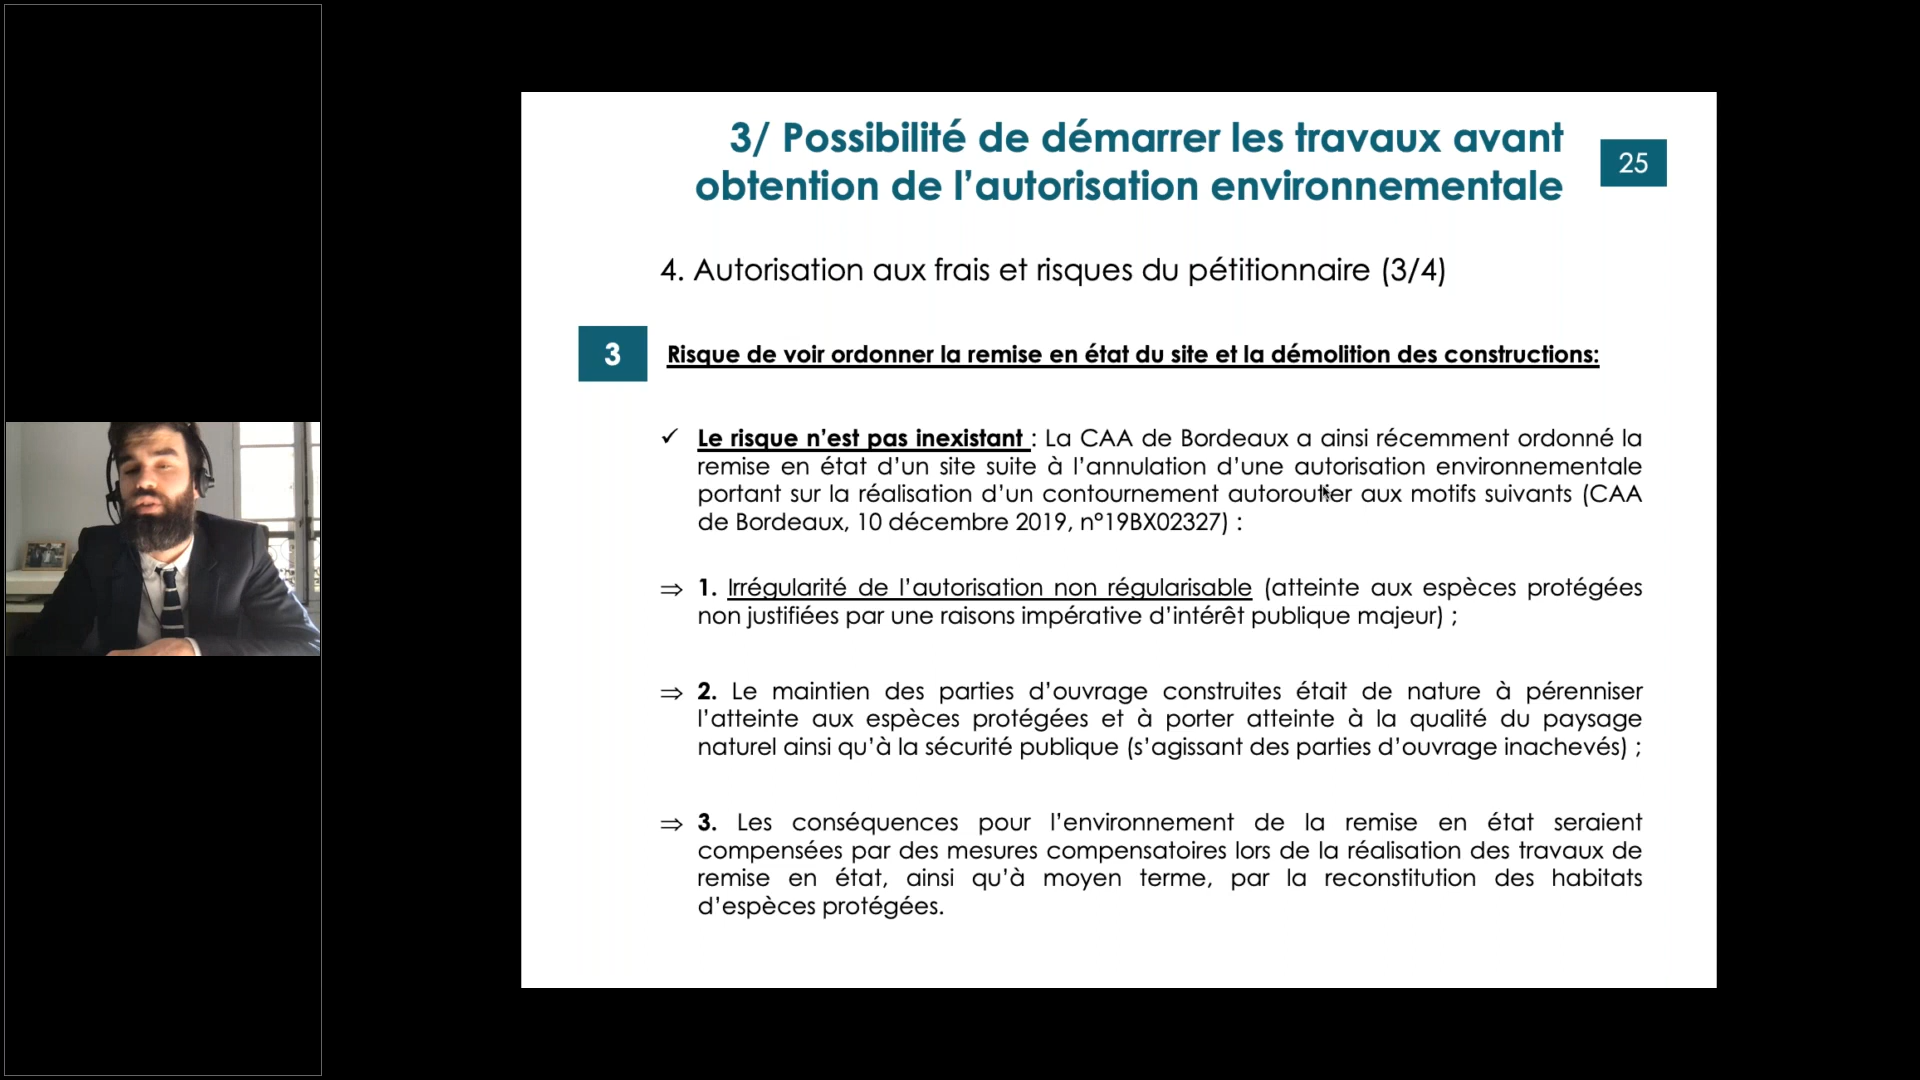 3/ Possibilité de démarrer les travaux avant
obtention de l’autorisation environnementale
25
4. Autorisation aux frais et risques du pétitionnaire (3/4)
3
Risque de voir ordonner la remise en état du site et la démolition des constructions:
✓ Le risque n’est pas inexistant : La CAA de Bordeaux a ainsi récemment ordonné la
remise en état d’un site suite à l’annulation d’une autorisation environnementale
portant sur la réalisation d’un contournement autoroutier aux motifs suivants (CAA
de Bordeaux, 10 décembre 2019, n°19BX02327) :
⇒ 1. Irrégularité de l’autorisation non régularisable (atteinte aux espèces protégées
non justifiées par une raisons impérative d’intérêt publique majeur) ;
⇒ 2. Le maintien des parties d’ouvrage construites était de nature à pérenniser
l’atteinte aux espèces protégées et à porter atteinte à la qualité du paysage
naturel ainsi qu’à la sécurité publique (s’agissant des parties d’ouvrage inachevés) ;
⇒ 3. Les conséquences pour l’environnement de la remise en état seraient
compensées par des mesures compensatoires lors de la réalisation des travaux de
remise en état, ainsi qu’à moyen terme, par la reconstitution des habitats
d’espèces protégées.